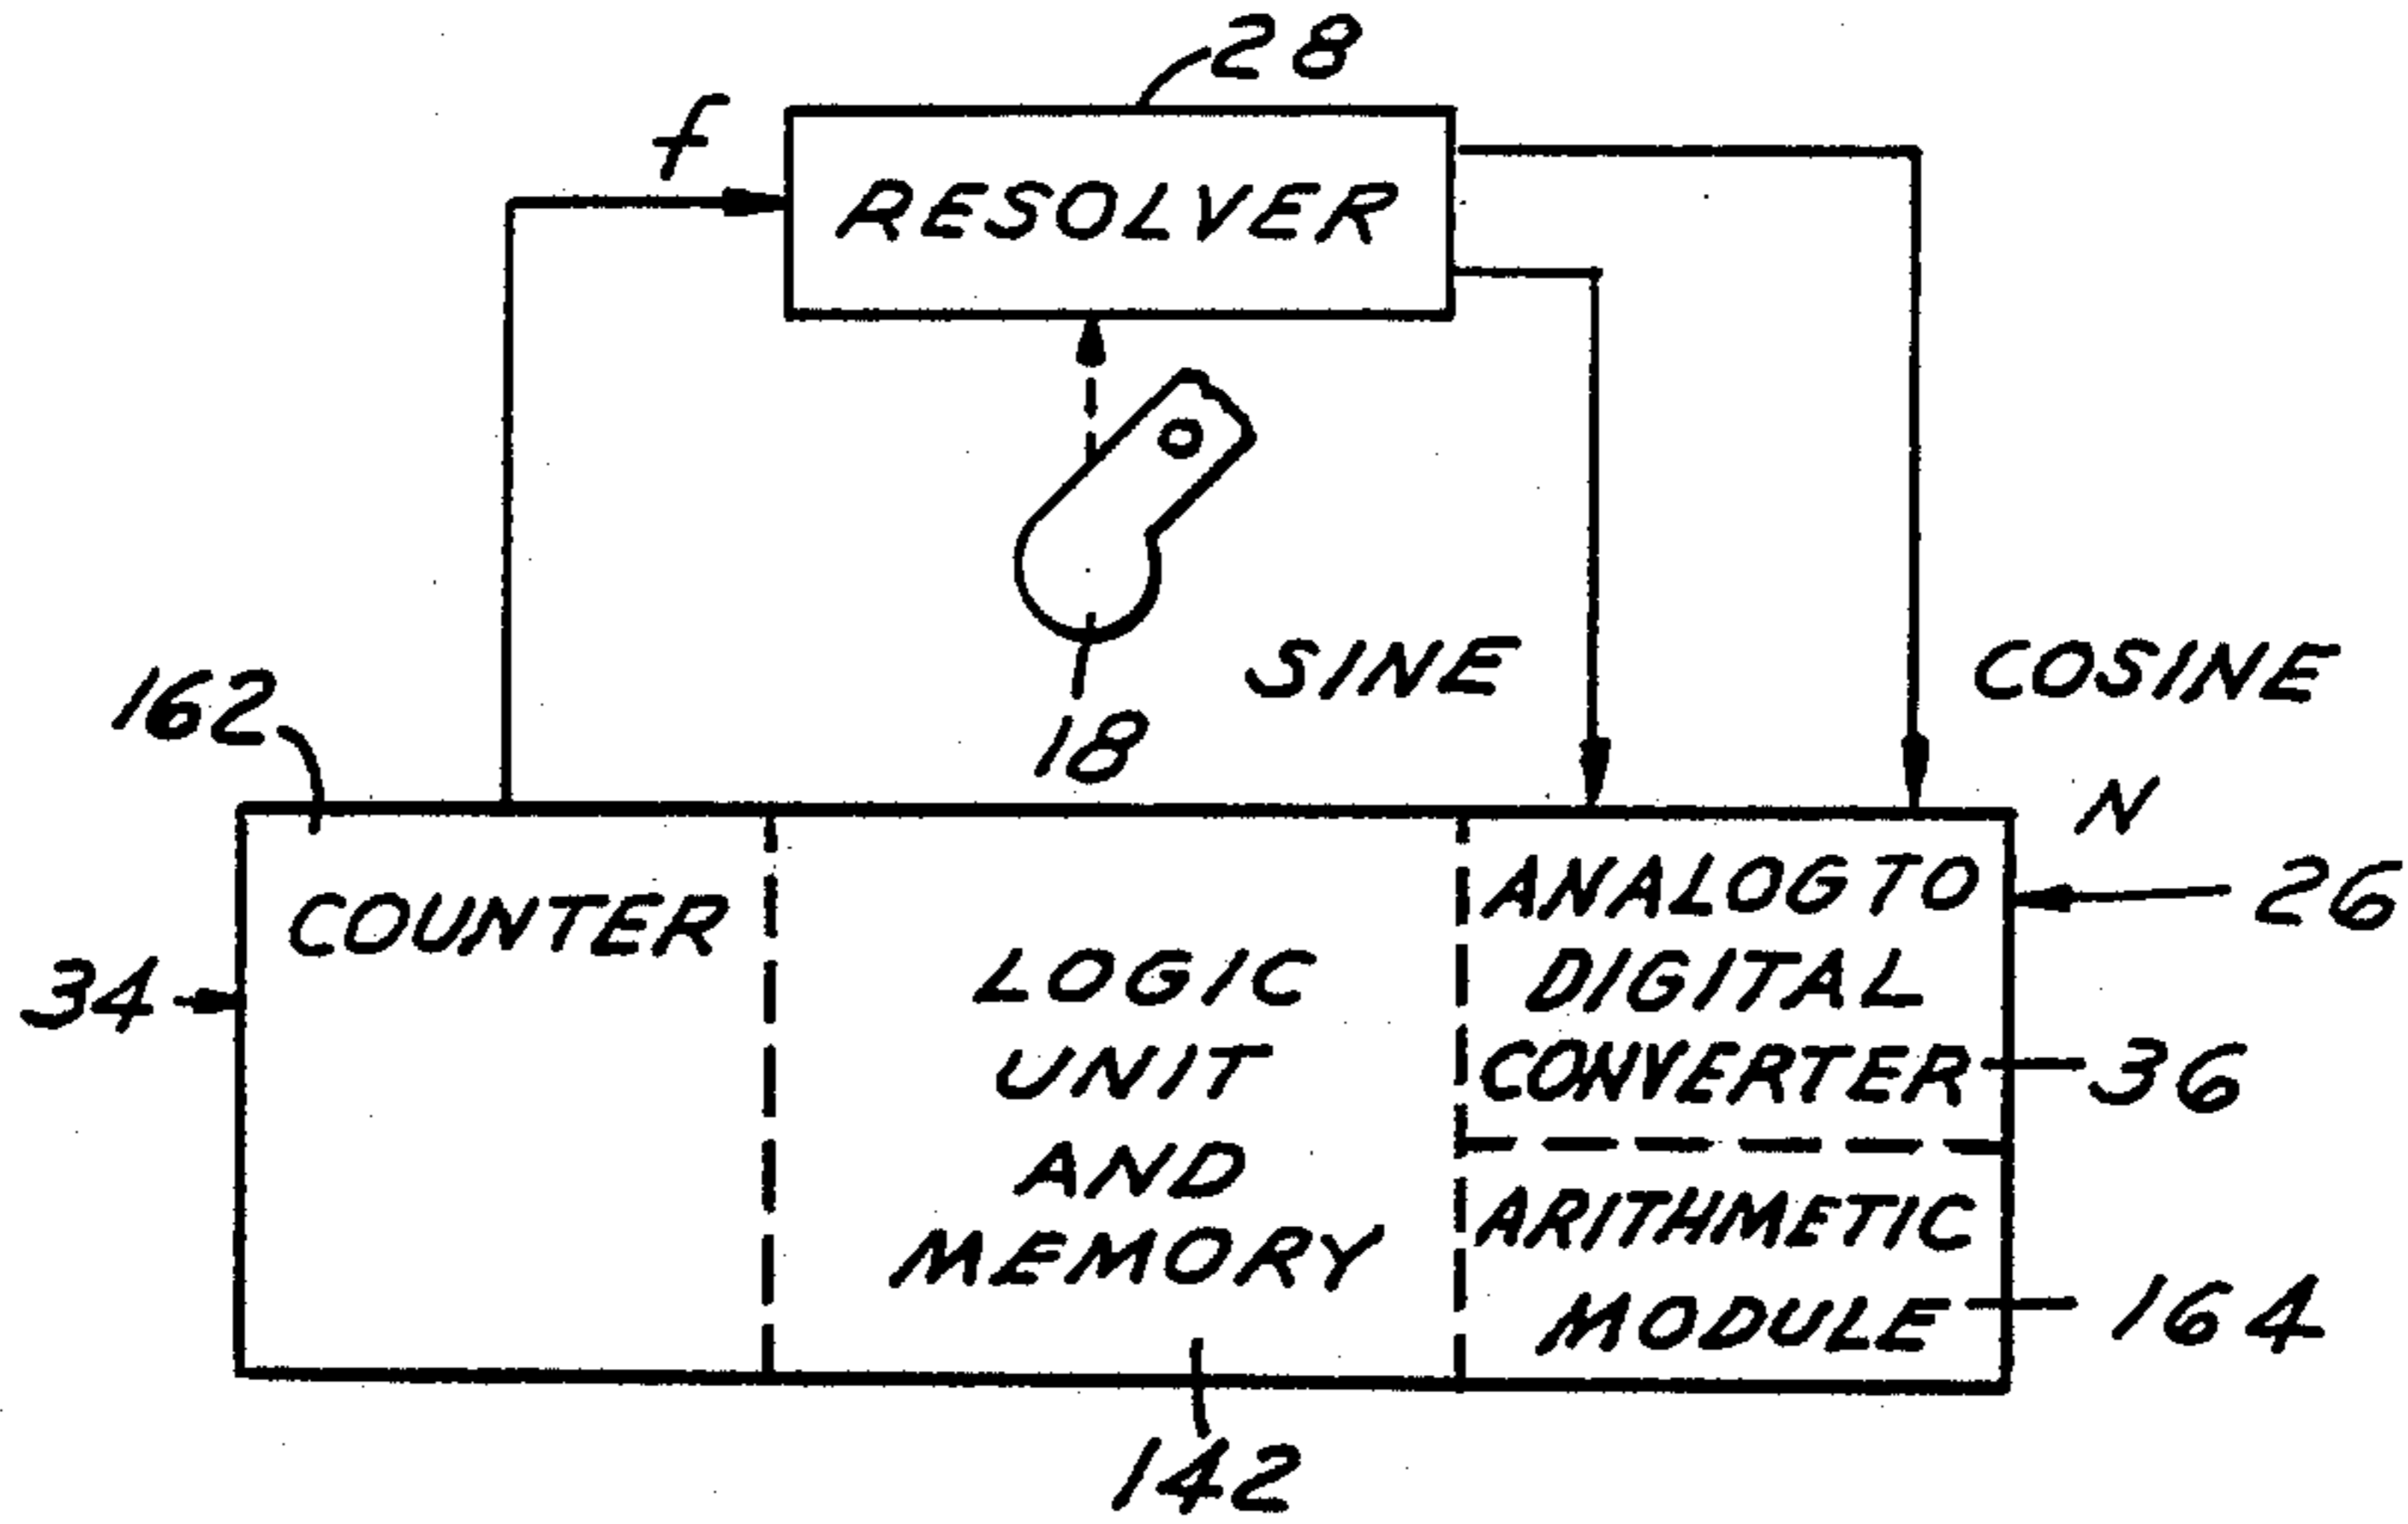 28
f
RESOLVER
SINE
COSINE
162
18
N
COUNTER
ANALOG TO
26
34
LOGIC
DIGITAL
UNIT
CONVERTER
36
AND
ARITHMETIC
MEMORY
MODULE
164
142